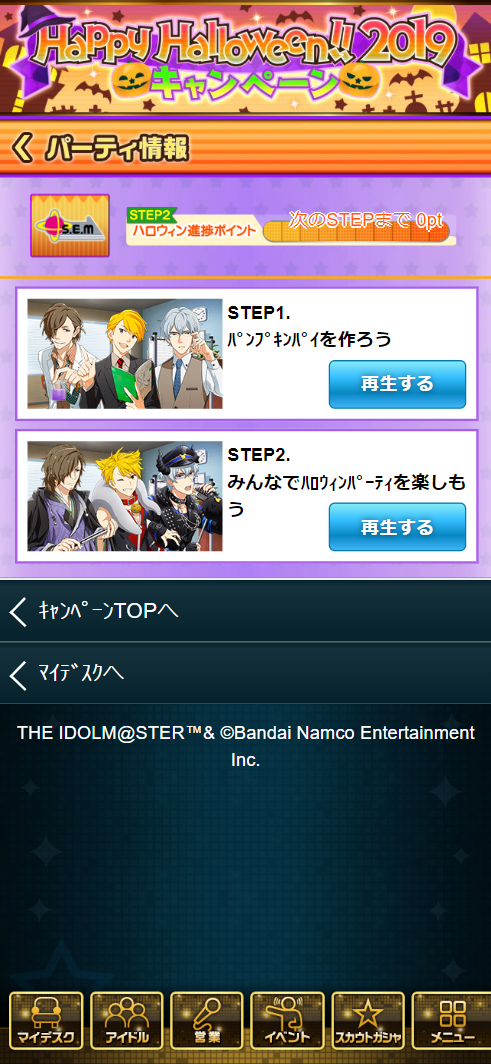 Happy Halloween!! 2019
キャンペーン
パーティ情報
S.E.M
STEP2
ハロウィン進捗ポイント
次のSTEPまで 0pt
STEP1.
ﾊﾟﾝﾌﾟｷﾝﾊﾟｲを作ろう
再生する
STEP2.
みんなでﾊﾛｳｨﾝﾊﾟｰﾃｨを楽しも
う
再生する
ｷｬﾝﾍﾟｰﾝTOPへ
ﾏｲﾃﾞｽｸへ
THE IDOLM@STER™& ©Bandai Namco Entertainment
Inc.
マイデスク
アイドル
営業
イベント
スカウトガシャ
メニュー